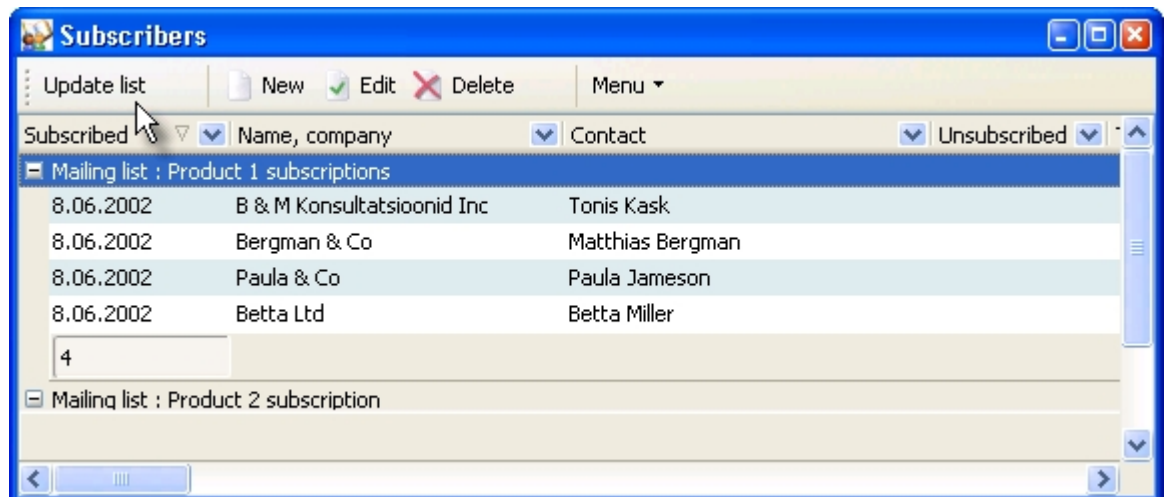 Subscribers
Update list New Edit Delete Menu
Subscribed Name, company Contact Unsubscribed
Mailing list : Product 1 subscriptions
8.06.2002 B & M Konsultatsioonid Inc Tonis Kask
8.06.2002 Bergman & Co Matthias Bergman
8.06.2002 Paula & Co Paula Jameson
8.06.2002 Betta Ltd Betta Miller
4
Mailing list : Product 2 subscription